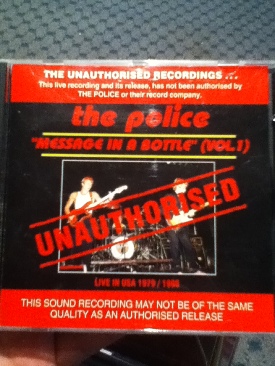 THE UNAUTHORISED RECORDINGS ...
This live recording and its release, has not been authorised by
THE POLICE or their record company.
the police
"MESSAGE IN A BOTTLE" (VOL.1)
UNAUTHORISED
LIVE IN USA 1979 /
THIS SOUND RECORDING MAY NOT BE OF THE SAME
QUALITY AS AN AUTHORISED RELEASE